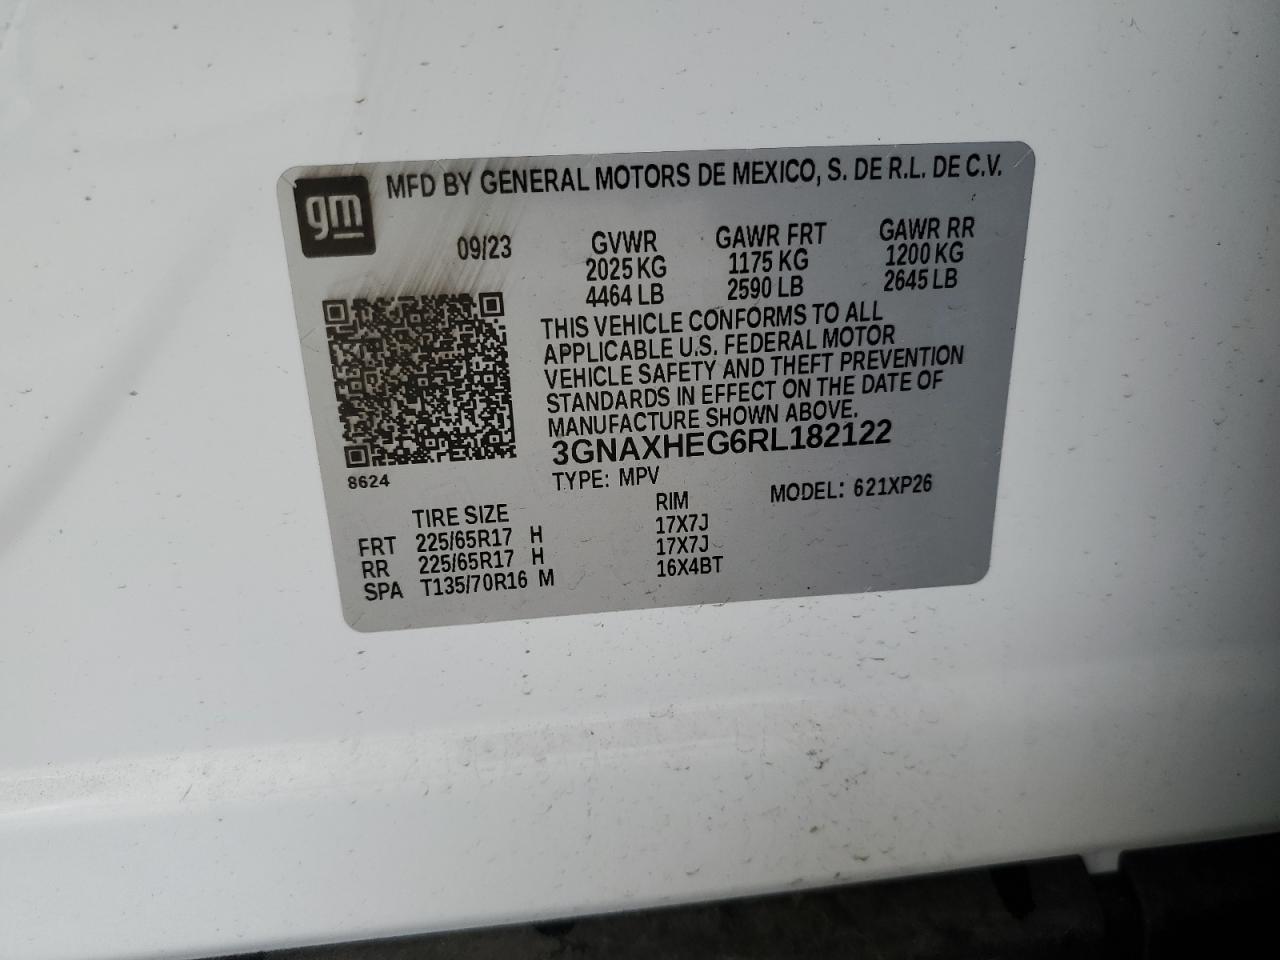 gm
MFD BY GENERAL MOTORS DE MEXICO, S. DE R.L. DE C.V.
09/23 GVWR GAWR FRT GAWR RR
2025 KG 1175 KG 1200 KG
4464 LB 2590 LB 2645 LB
THIS VEHICLE CONFORMS TO ALL
APPLICABLE U.S. FEDERAL MOTOR
VEHICLE SAFETY AND THEFT PREVENTION
STANDARDS IN EFFECT ON THE DATE OF
MANUFACTURE SHOWN ABOVE.
3GNAXHEG6RL182122
8624 TYPE: MPV MODEL: 621XP26
TIRE SIZE RIM
FRT 225/65R17 H 17X7J
RR 225/65R17 H 17X7J
SPA T135/70R16 M 16X4BT